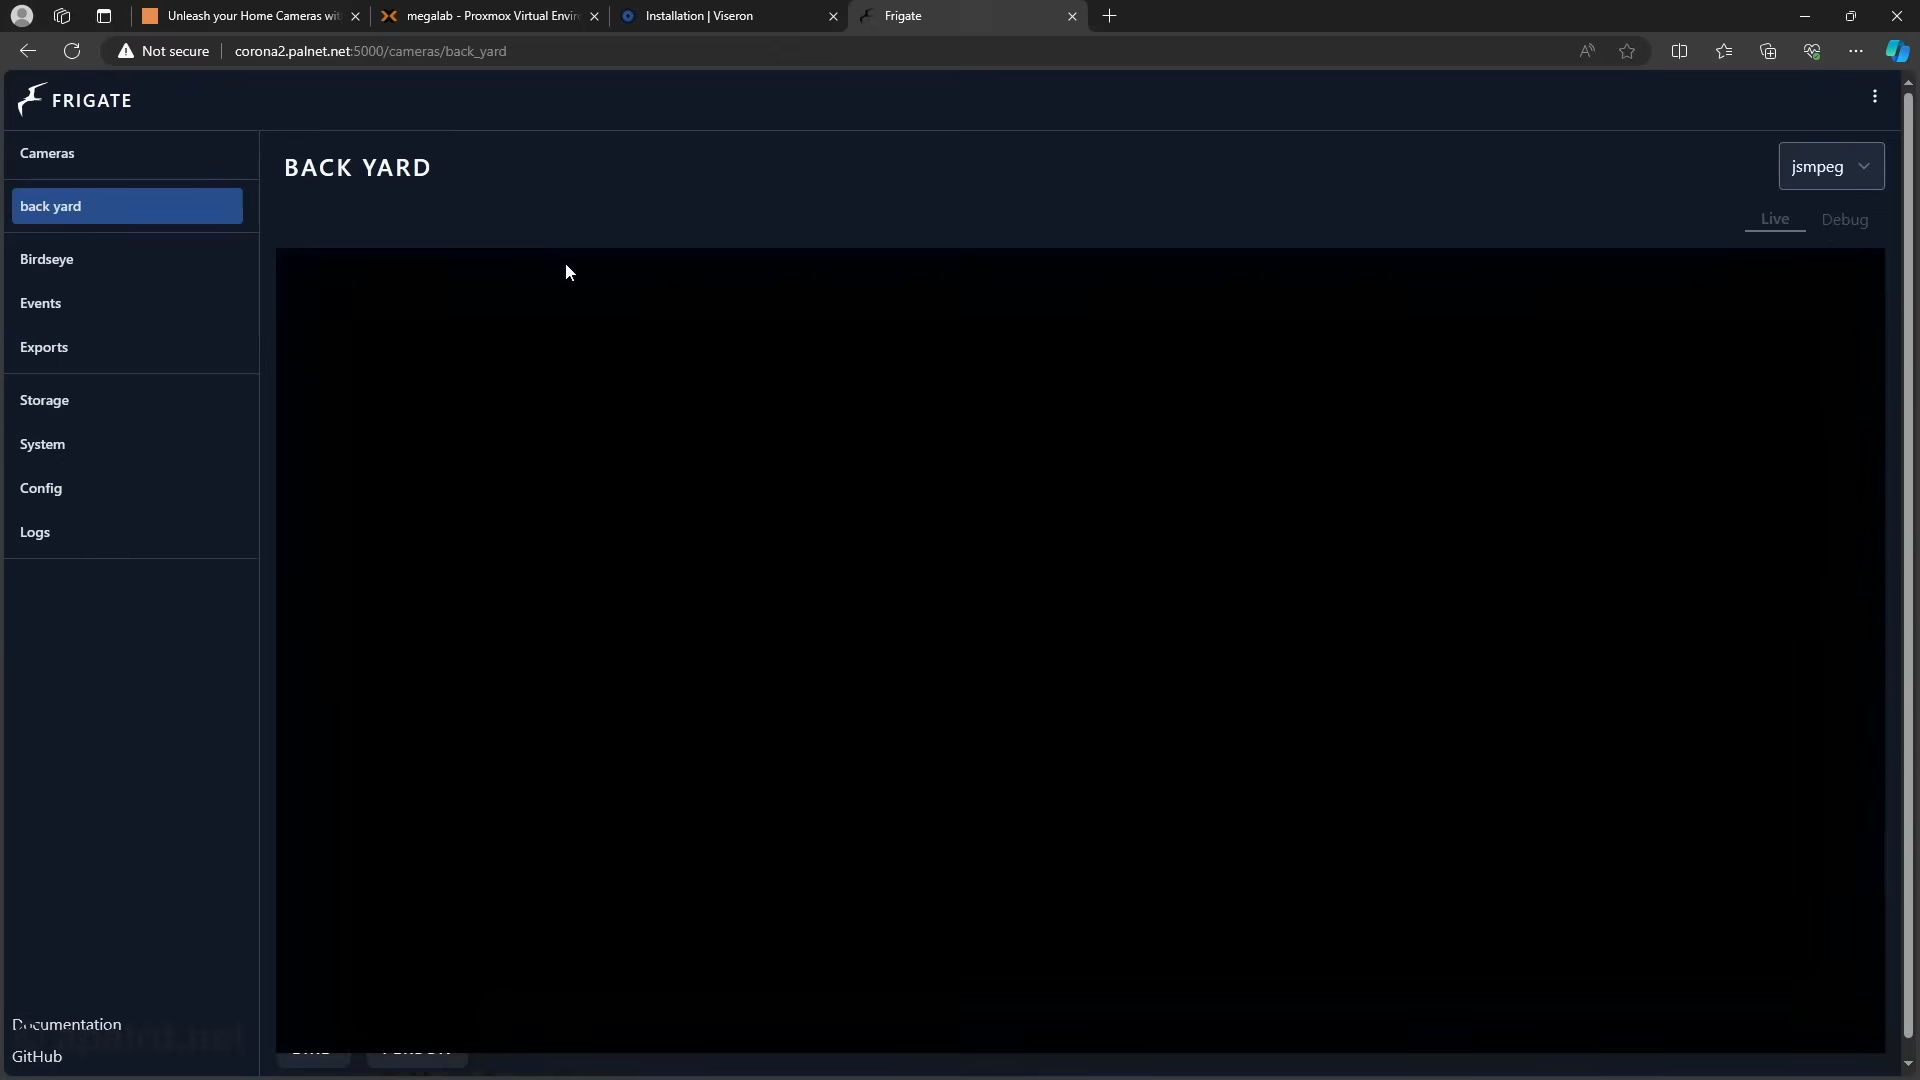 Unleash your Home Cameras wit
megalab - Proxmox Virtual Envir
Installation | Viseron
Frigate
Not secure
corona2.palnet.net:5000/cameras/back_yard
FRIGATE
Cameras
BACK YARD
jsmpeg
back yard
Live
Debug
Birdseye
Events
Exports
Storage
System
Config
Logs
Documentation
GitHub